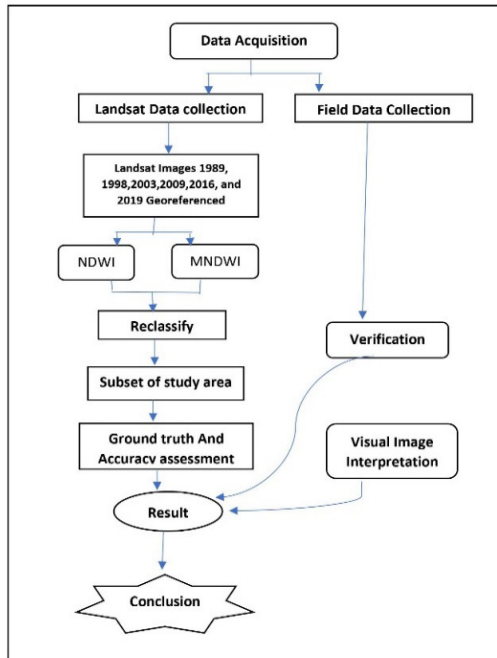 Data Acquisition
Landsat Data collection
Field Data Collection
Landsat Images 1989,
1998,2003,2009,2016, and
2019 Georeferenced
NDWI
MNDWI
Reclassify
Verification
Subset of study area
Ground truth And
Accuracy assessment
Visual Image
Interpretation
Result
Conclusion